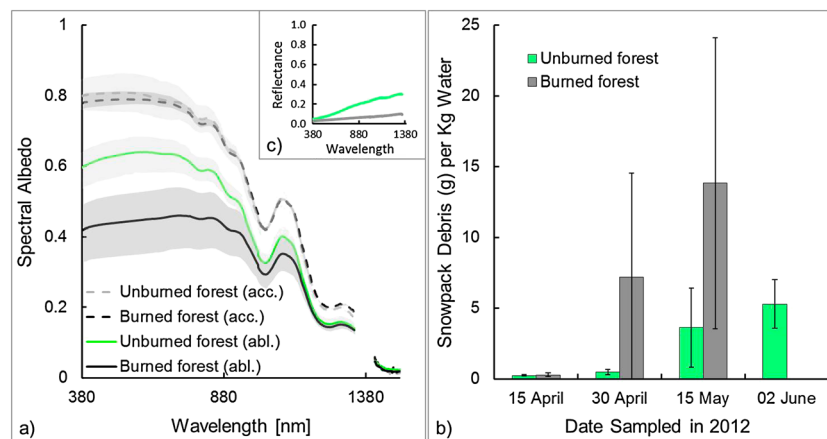 1
0.8
0.6
0.4
0.2
0
Spectral Albedo
380
880
1380
Wavelength [nm]
a)
Unburned forest (acc.)
Burned forest (acc.)
Unburned forest (abl.)
Burned forest (abl.)
1.0
0.8
0.6
0.4
0.2
0.0
Reflectance
380
880
1380
Wavelength
c)
25
20
15
10
5
0
Snowpack Debris (g) per Kg Water
Unburned forest
Burned forest
15 April
30 April
15 May
02 June
Date Sampled in 2012
b)